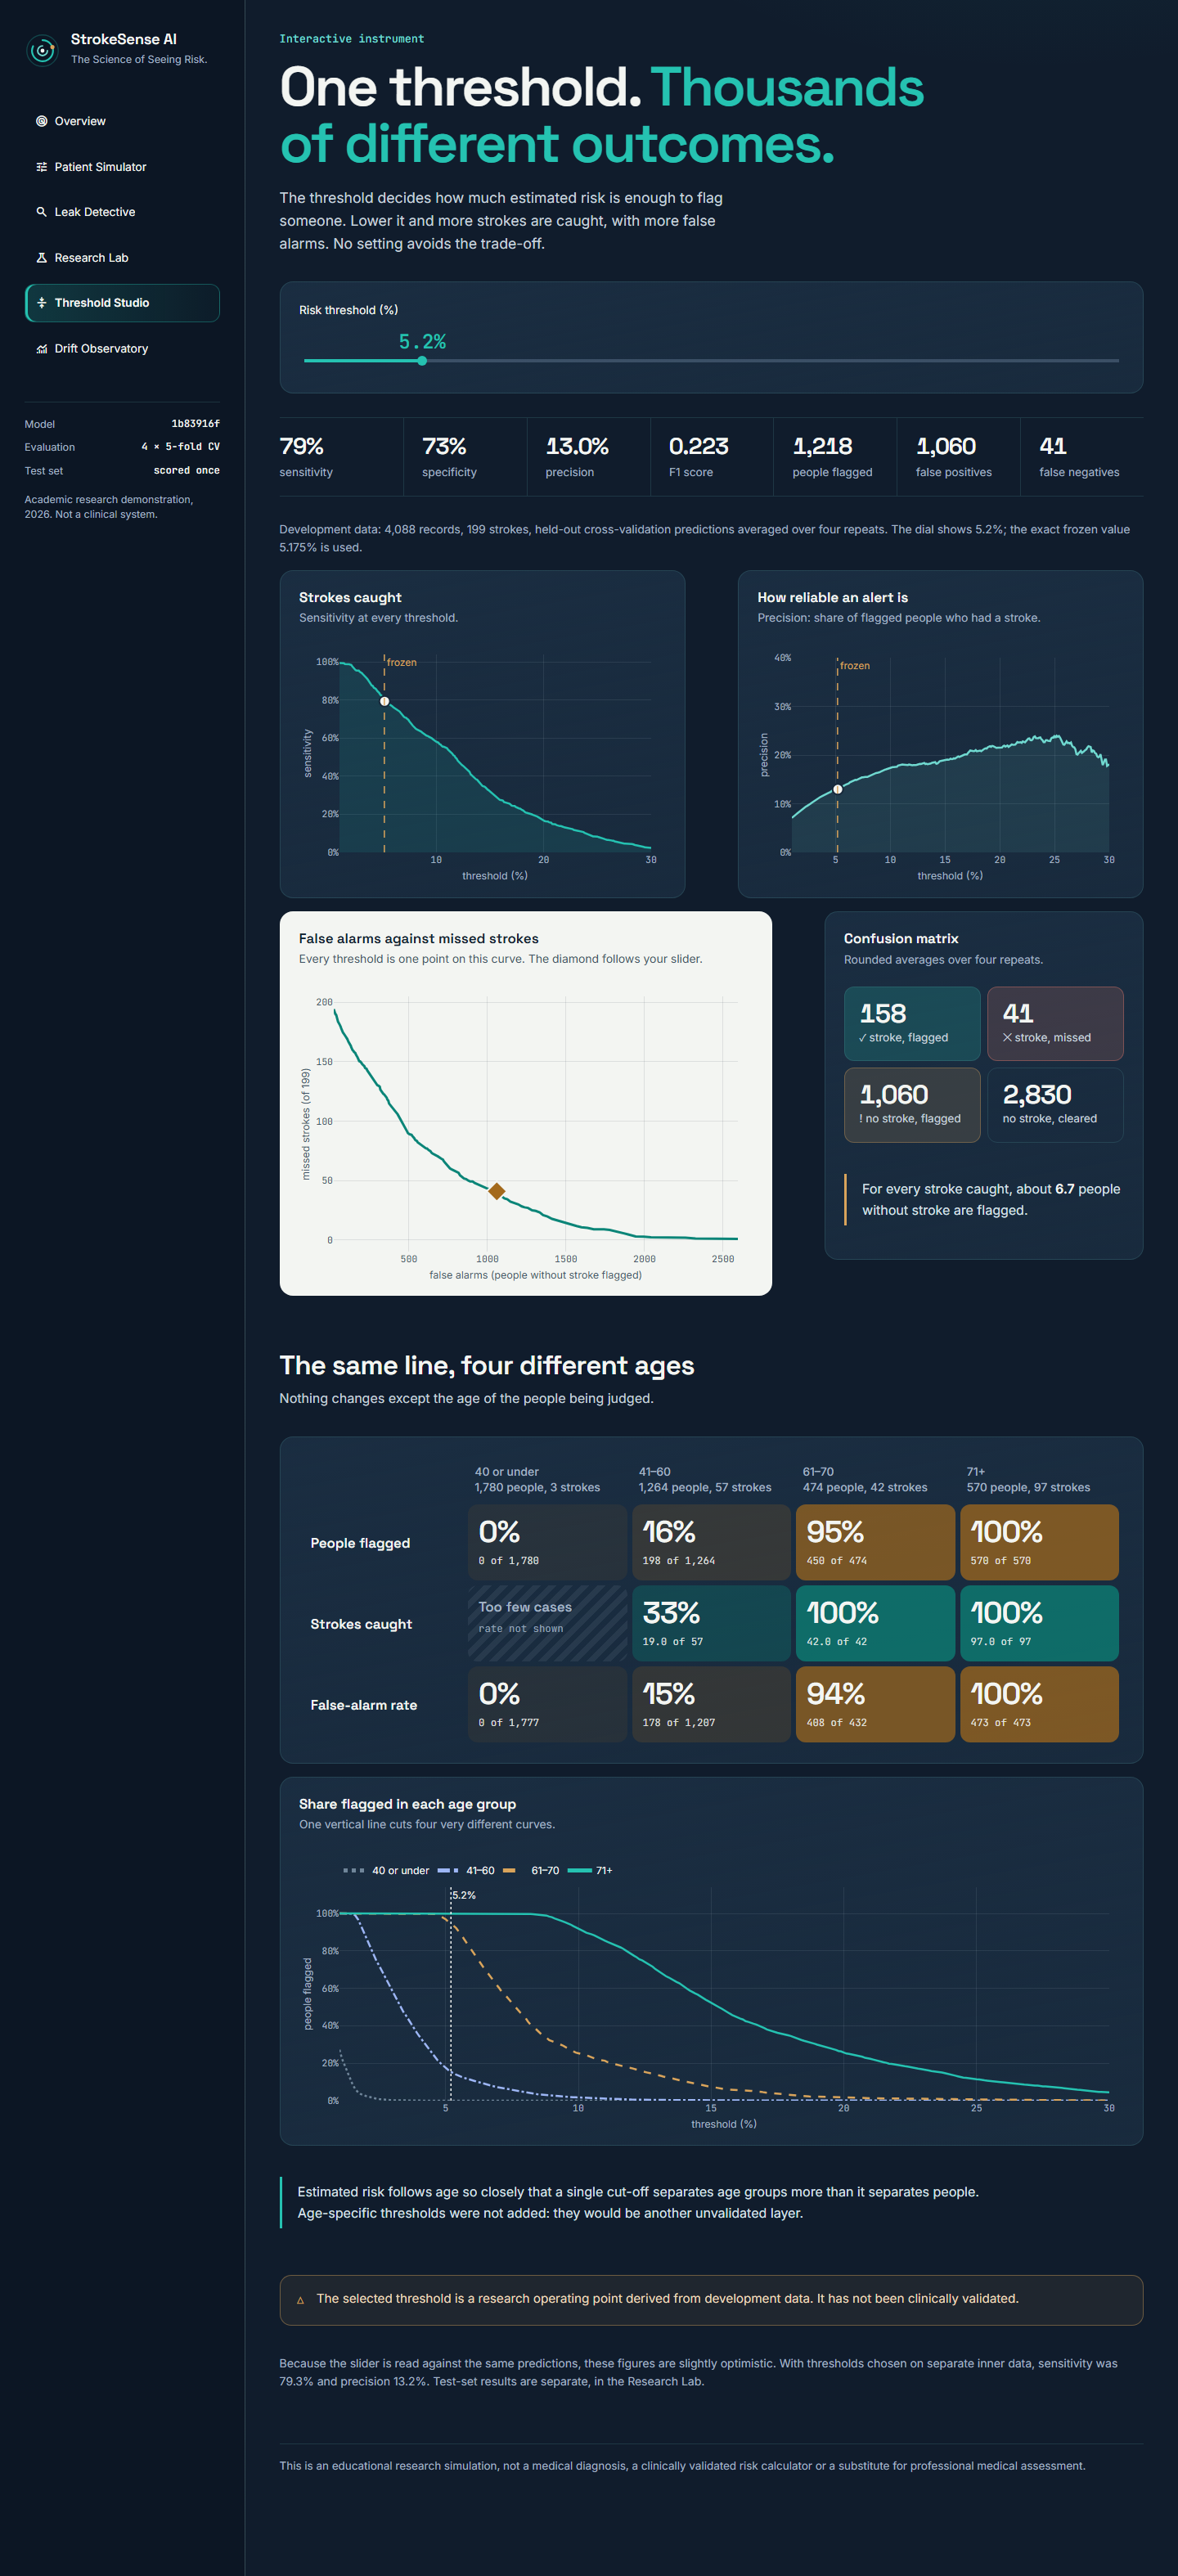 StrokeSense AI
The Science of Seeing Risk.
Overview
Patient Simulator
Leak Detective
Research Lab
Threshold Studio
Drift Observatory
Model 1b83916f
Evaluation 4 × 5-fold CV
Test set scored once
Academic research demonstration,
2026. Not a clinical system.
Interactive instrument
One threshold. Thousands
of different outcomes.
The threshold decides how much estimated risk is enough to flag
someone. Lower it and more strokes are caught, with more false
alarms. No setting avoids the trade-off.
Risk threshold (%)
5.2%
79%
sensitivity
73%
specificity
13.0%
precision
0.223
F1 score
1,218
people flagged
1,060
false positives
41
false negatives
Development data: 4,088 records, 199 strokes, held-out cross-validation predictions averaged over four repeats. The dial shows 5.2%; the exact frozen value
5.175% is used.
Strokes caught
Sensitivity at every threshold.
frozen
100%
80%
60%
40%
20%
0%
sensitivity
10 20 30
threshold (%)
How reliable an alert is
Precision: share of flagged people who had a stroke.
frozen
40%
30%
20%
10%
0%
precision
5 10 15 20 25 30
threshold (%)
False alarms against missed strokes
Every threshold is one point on this curve. The diamond follows your slider.
200
150
100
50
0
missed strokes (of 199)
500 1000 1500 2000 2500
false alarms (people without stroke flagged)
Confusion matrix
Rounded averages over four repeats.
158
✓ stroke, flagged
41
✕ stroke, missed
1,060
! no stroke, flagged
2,830
no stroke, cleared
For every stroke caught, about 6.7 people
without stroke are flagged.
The same line, four different ages
Nothing changes except the age of the people being judged.
40 or under
1,780 people, 3 strokes
41–60
1,264 people, 57 strokes
61–70
474 people, 42 strokes
71+
570 people, 97 strokes
People flagged
0%
0 of 1,780
16%
198 of 1,264
95%
450 of 474
100%
570 of 570
Strokes caught
Too few cases
rate not shown
33%
19.0 of 57
100%
42.0 of 42
100%
97.0 of 97
False-alarm rate
0%
0 of 1,777
15%
178 of 1,207
94%
408 of 432
100%
473 of 473
Share flagged in each age group
One vertical line cuts four very different curves.
40 or under 41–60 61–70 71+
5.2%
100%
80%
60%
40%
20%
0%
people flagged
5 10 15 20 25 30
threshold (%)
Estimated risk follows age so closely that a single cut-off separates age groups more than it separates people.
Age-specific thresholds were not added: they would be another unvalidated layer.
△ The selected threshold is a research operating point derived from development data. It has not been clinically validated.
Because the slider is read against the same predictions, these figures are slightly optimistic. With thresholds chosen on separate inner data, sensitivity was
79.3% and precision 13.2%. Test-set results are separate, in the Research Lab.
This is an educational research simulation, not a medical diagnosis, a clinically validated risk calculator or a substitute for professional medical assessment.